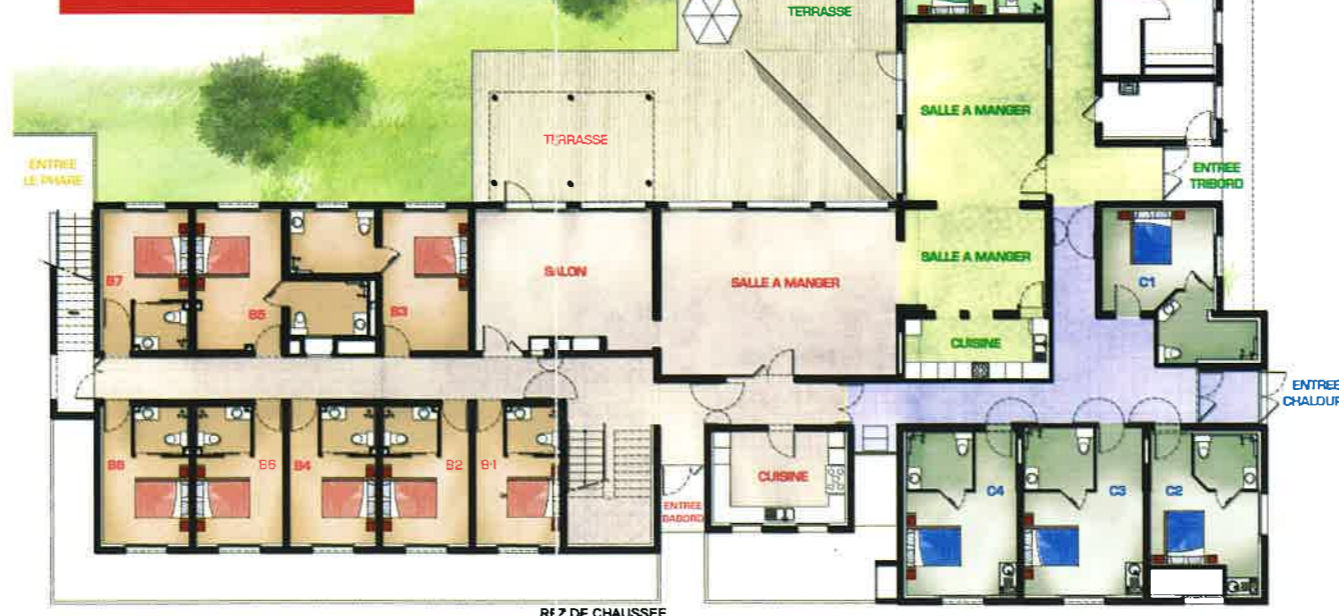 TERRASSE
SALLE A MANGER
TERRASSE
ENTREE
LE PHARE
ENTREE
TRIBORD
B7
B5
B3
SALON
SALLE A MANGER
SALLE A MANGER
C1
CUISINE
ENTREE
CHALOUP
B8
B6
B4
B2
B1
CUISINE
ENTREE
BABORD
C4
C3
C2
REZ DE CHAUSSEE